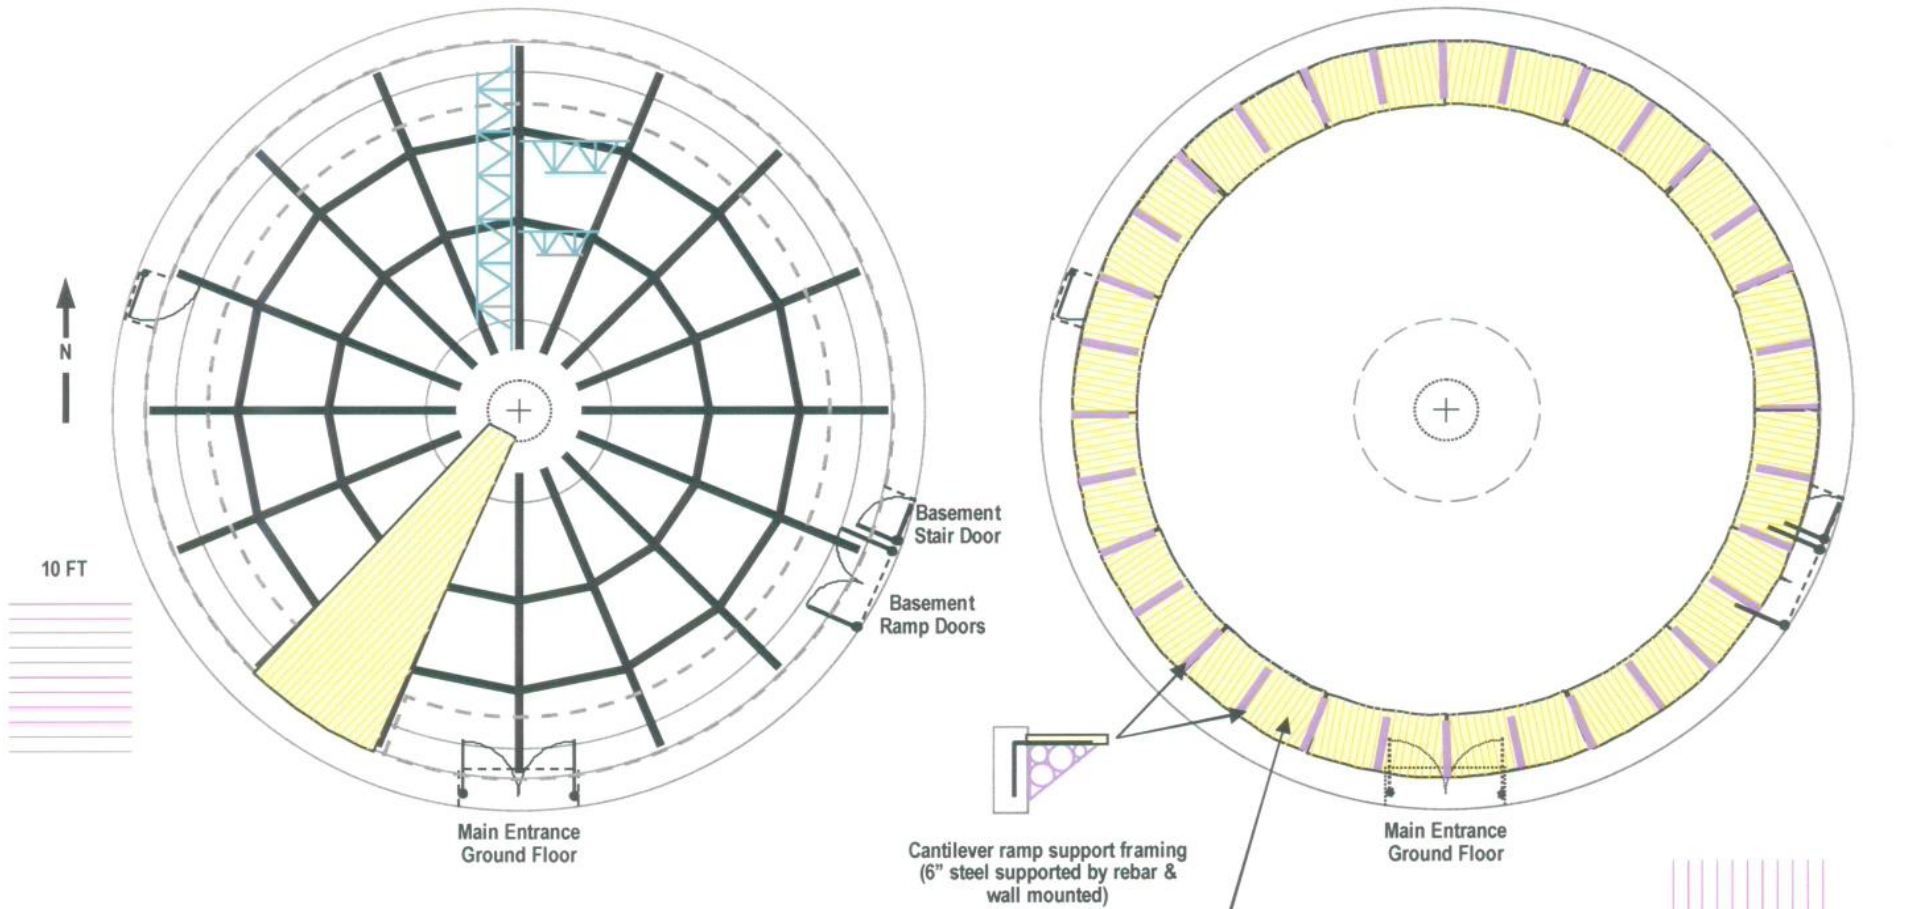 N
10 FT
Basement
Stair Door
Basement
Ramp Doors
Main Entrance
Ground Floor
Cantilever ramp support framing
(6” steel supported by rebar &
wall mounted)
Main Entrance
Ground Floor